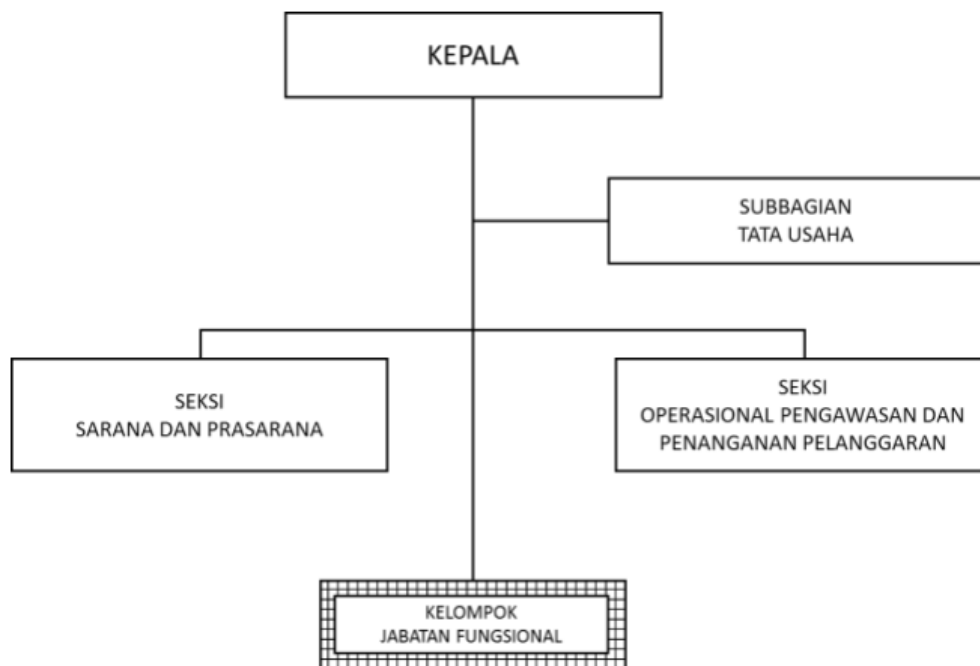 KEPALA
SUBBAGIAN
TATA USAHA
SEKSI
SARANA DAN PRASARANA
SEKSI
OPERASIONAL PENGAWASAN DAN
PENANGANAN PELANGGARAN
KELOMPOK
JABATAN FUNGSIONAL